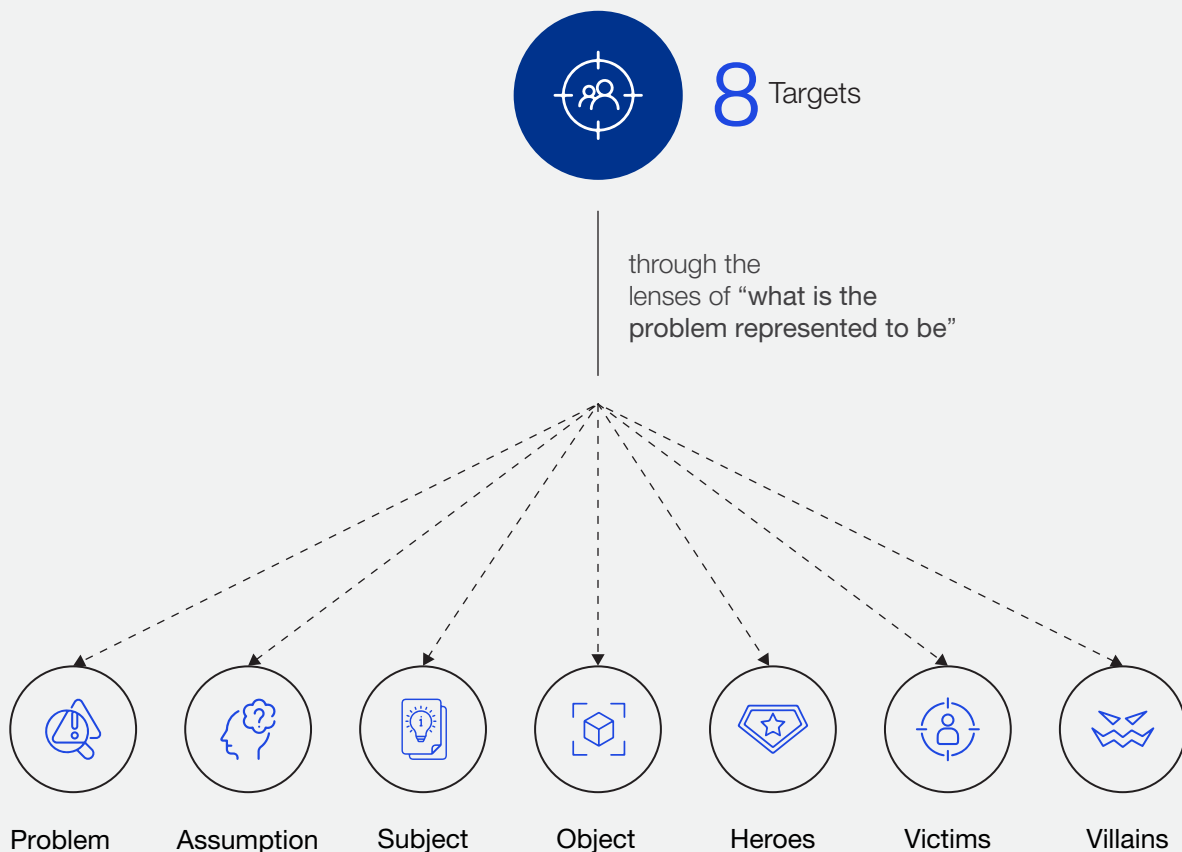 8 Targets
through the
lenses of “what is the
problem represented to be”
Problem
Assumption
Subject
Object
Heroes
Victims
Villains